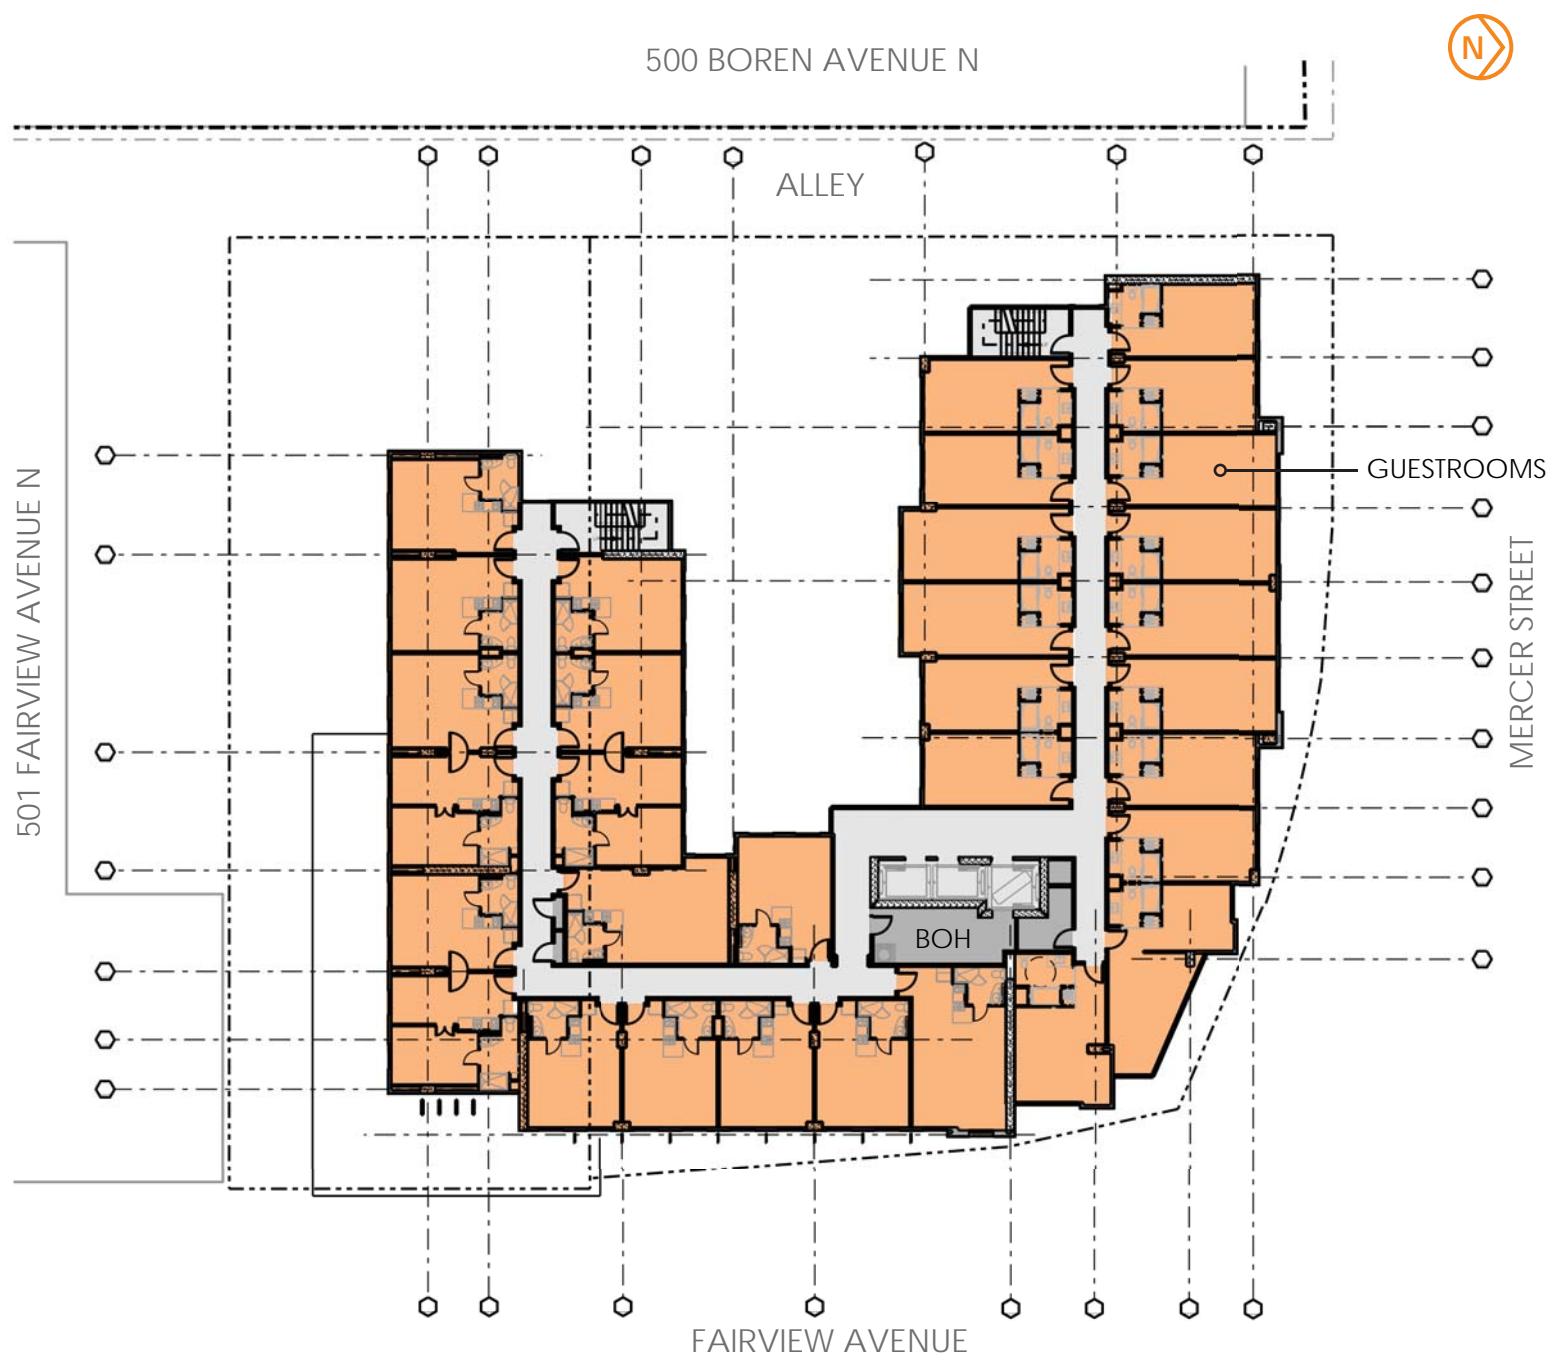 500 BOREN AVENUE N
N
ALLEY
GUESTROOMS
501 FAIRVIEW AVENUE N
MERCER STREET
BOH
FAIRVIEW AVENUE